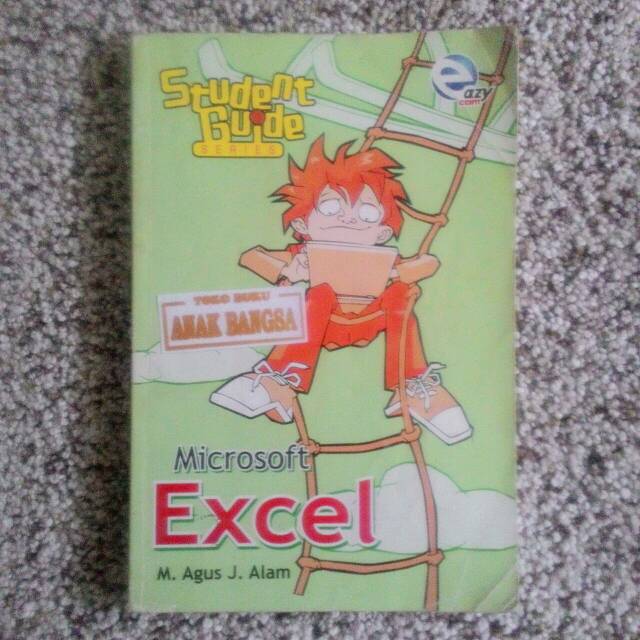 Student
Guide
SERIES
eazy
.com
TOKO BUKU
ANAK BANGSA
Microsoft
Excel
M. Agus J. Alam